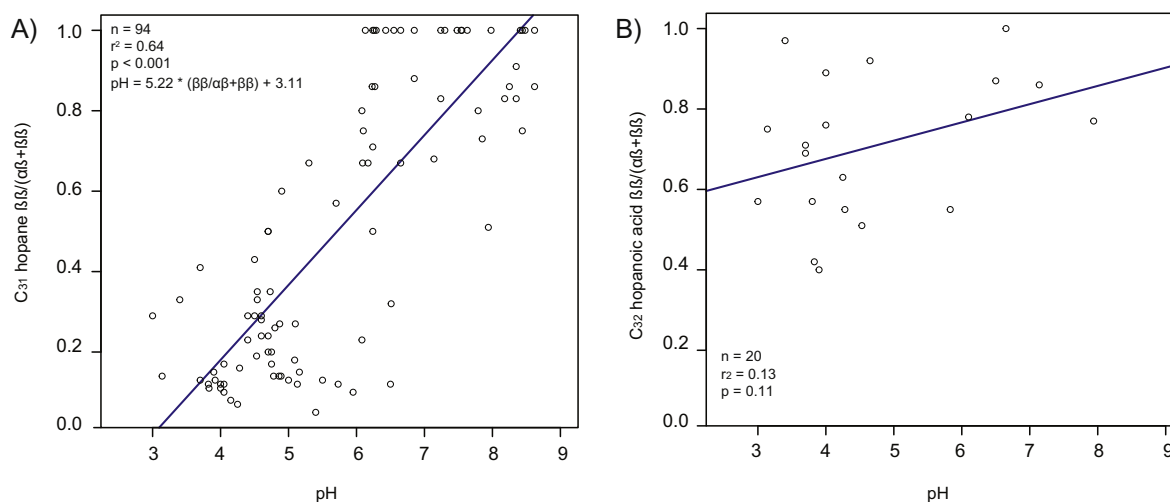 A)
n = 94
r² = 0.64
p < 0.001
pH = 5.22 * (ββ/αβ+ββ) + 3.11
C₃₁ hopane ßß/(αß+ßß)
1.0
0.8
0.6
0.4
0.2
0.0
3 4 5 6 7 8 9
pH
B)
C₃₂ hopanoic acid ßß/(αß+ßß)
1.0
0.8
0.6
0.4
0.2
0.0
n = 20
r2 = 0.13
p = 0.11
3 4 5 6 7 8 9
pH